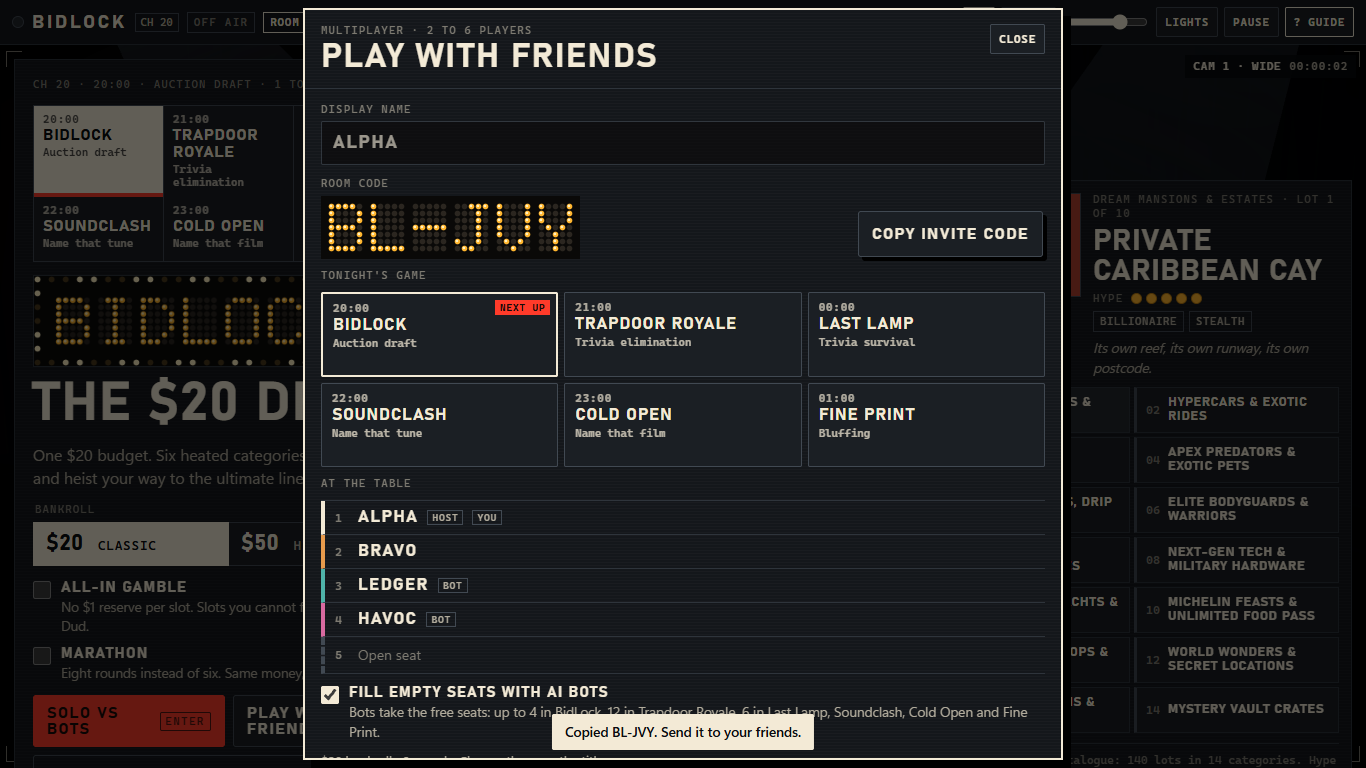 BIDLOCK CH 20 OFF AIR ROOM
LIGHTS PAUSE ? GUIDE
CAM 1 · WIDE 00:00:02
CH 20 · 20:00 · AUCTION DRAFT · 1 TO
20:00
BIDLOCK
Auction draft
21:00
TRAPDOOR
ROYALE
Trivia
elimination
22:00
SOUNDCLASH
Name that tune
23:00
COLD OPEN
Name that film
BIDLOC
THE $20
One $20 budget. Six heated categories
and heist your way to the ultimate line
BANKROLL
$20 CLASSIC
$50
ALL-IN GAMBLE
No $1 reserve per slot. Slots you cannot
Dud.
MARATHON
Eight rounds instead of six. Same money,
SOLO VS
BOTS
ENTER
PLAY
MULTIPLAYER · 2 TO 6 PLAYERS
PLAY WITH FRIENDS
CLOSE
DISPLAY NAME
ALPHA
ROOM CODE
BL-JVY
COPY INVITE CODE
TONIGHT'S GAME
20:00
NEXT UP
BIDLOCK
Auction draft
21:00
TRAPDOOR ROYALE
Trivia elimination
00:00
LAST LAMP
Trivia survival
22:00
SOUNDCLASH
Name that tune
23:00
COLD OPEN
Name that film
01:00
FINE PRINT
Bluffing
AT THE TABLE
1 ALPHA HOST YOU
2 BRAVO
3 LEDGER BOT
4 HAVOC BOT
5 Open seat
FILL EMPTY SEATS WITH AI BOTS
Bots take the free seats: up to 4 in BidLock, 12 in Trapdoor Royale, 6 in Last Lamp, Soundclash, Cold Open and Fine
Print.
Copied BL-JVY. Send it to your friends.
DREAM MANSIONS & ESTATES · LOT 1
OF 10
PRIVATE
CARIBBEAN CAY
HYPE
BILLIONAIRE STEALTH
Its own reef, its own runway, its own
postcode.
02 HYPERCARS & EXOTIC
RIDES
04 APEX PREDATORS &
EXOTIC PETS
DRIP
06 ELITE BODYGUARDS &
WARRIORS
08 NEXT-GEN TECH &
MILITARY HARDWARE
10 MICHELIN FEASTS &
UNLIMITED FOOD PASS
12 WORLD WONDERS &
SECRET LOCATIONS
14 MYSTERY VAULT CRATES
140 lots in 14 categories. Hype